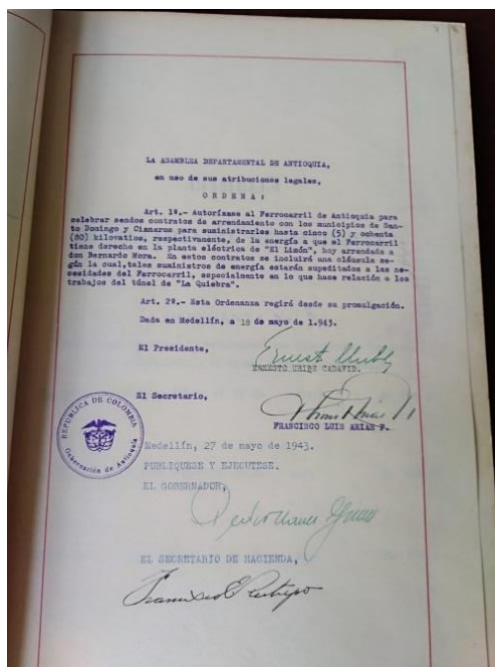 LA ASAMBLEA DEPARTAMENTAL DE ANTIOQUIA,
en uso de sus atribuciones legales,
O R D E N A :
Art. 1º.- Autorízase al Ferrocarril de Antioquia para
celebrar sendos contratos de arrendamiento con los municipios de San-
to Domingo y Cisneros para suministrarles hasta cinco (5) y ochenta
(80) kilovatios, respectivamente, de la energía a que el Ferrocarril
tiene derecho en la planta eléctrica de "El Limón", hoy arrendada a
don Bernardo Mora. En estos contratos se incluirá una cláusula se-
gún la cual, tales suministros de energía estarán supeditados a las ne-
cesidades del Ferrocarril, especialmente en lo que hace relación a los
trabajos del túnel de "La Quiebra".
Art. 2º.- Esta Ordenanza regirá desde su promulgación.
Dada en Medellín, a 18 de mayo de 1.943.
El Presidente,
ERNESTO URIBE CADAVID.
El Secretario,
FRANCISCO LUIS ARIAS P.
REPUBLICA DE COLOMBIA
Gobernación de Antioquia
Medellín, 27 de mayo de 1943.
PUBLIQUESE Y EJECUTESE.
EL GOBERNADOR,
EL SECRETARIO DE HACIENDA,